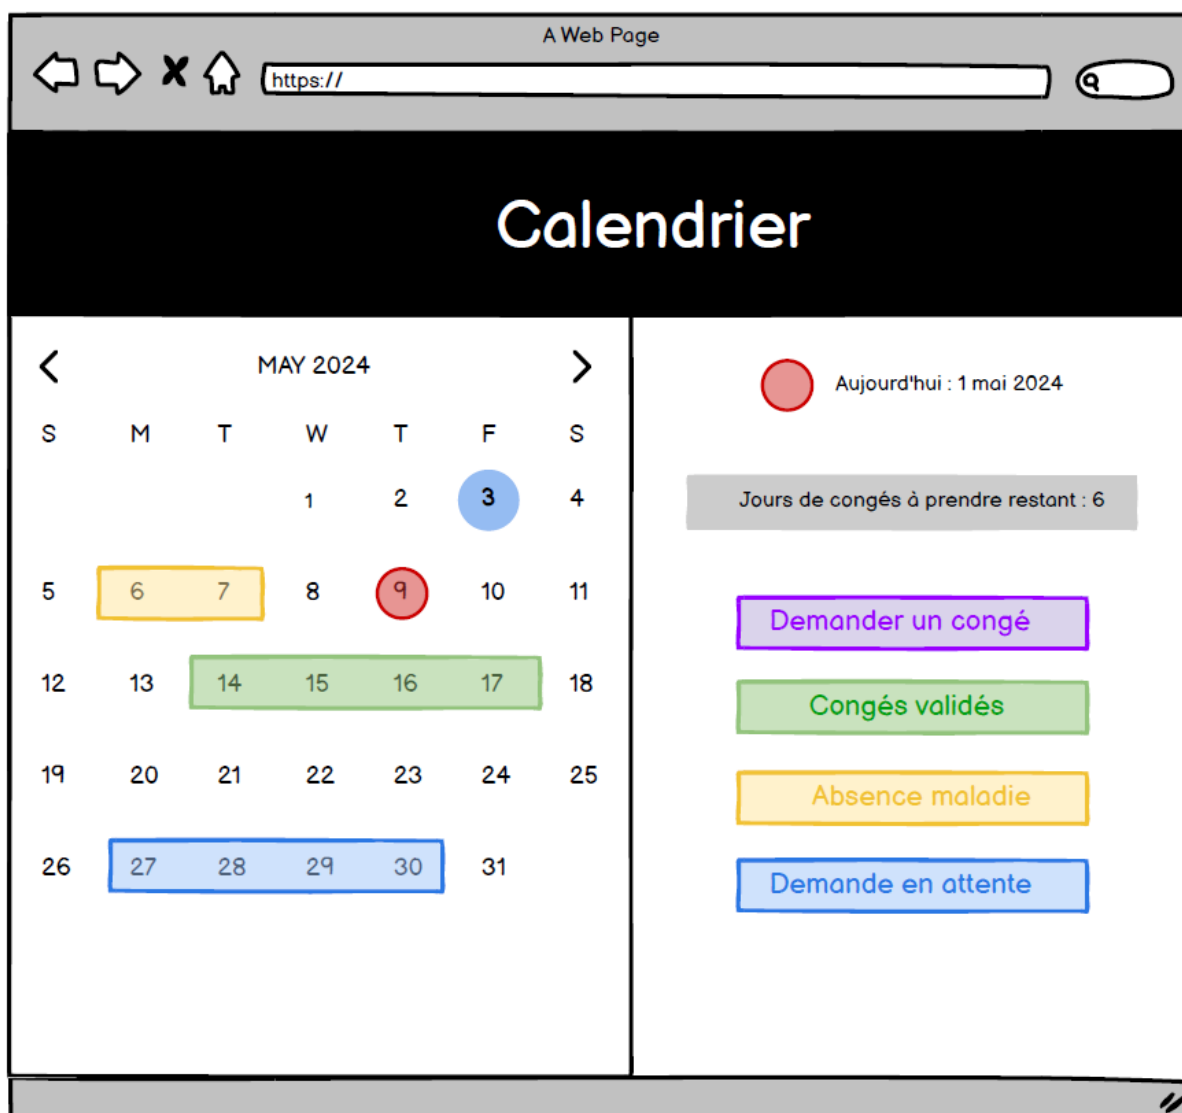 A Web Page
https://
Calendrier
MAY 2024
S M T W T F S
1 2 3 4
5 6 7 8 9 10 11
12 13 14 15 16 17 18
19 20 21 22 23 24 25
26 27 28 29 30 31
Aujourd'hui : 1 mai 2024
Jours de congés à prendre restant : 6
Demander un congé
Congés validés
Absence maladie
Demande en attente